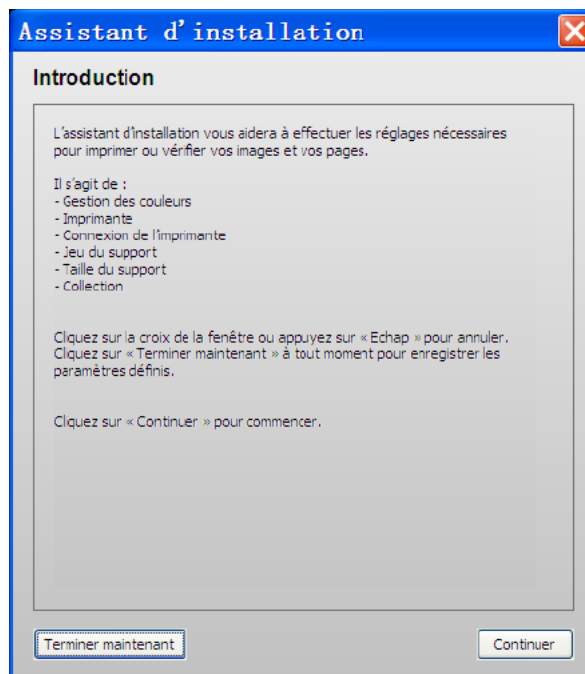 Assistant d'installation
Introduction
L'assistant d'installation vous aidera à effectuer les réglages nécessaires
pour imprimer ou vérifier vos images et vos pages.
Il s'agit de :
- Gestion des couleurs
- Imprimante
- Connexion de l'imprimante
- Jeu du support
- Taille du support
- Collection
Cliquez sur la croix de la fenêtre ou appuyez sur « Echap » pour annuler.
Cliquez sur « Terminer maintenant » à tout moment pour enregistrer les
paramètres définis.
Cliquez sur « Continuer » pour commencer.
Terminer maintenant
Continuer